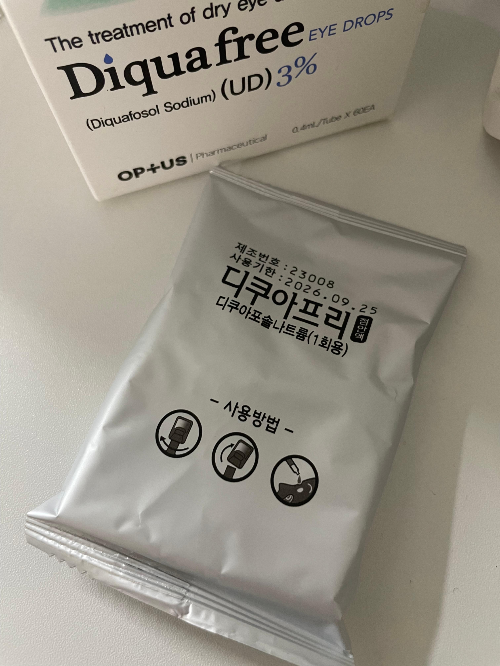 The treatment of dry eye
Diquafree EYE DROPS
(Diquafosol Sodium) (UD) 3%
OPTUS | Pharmaceutical
0.4mL/Tube X 60EA
제조번호 : 23008
사용기한 : 2026.09.25
디쿠아프리 점안액
디쿠아포솔나트륨(1회용)
- 사용방법 -